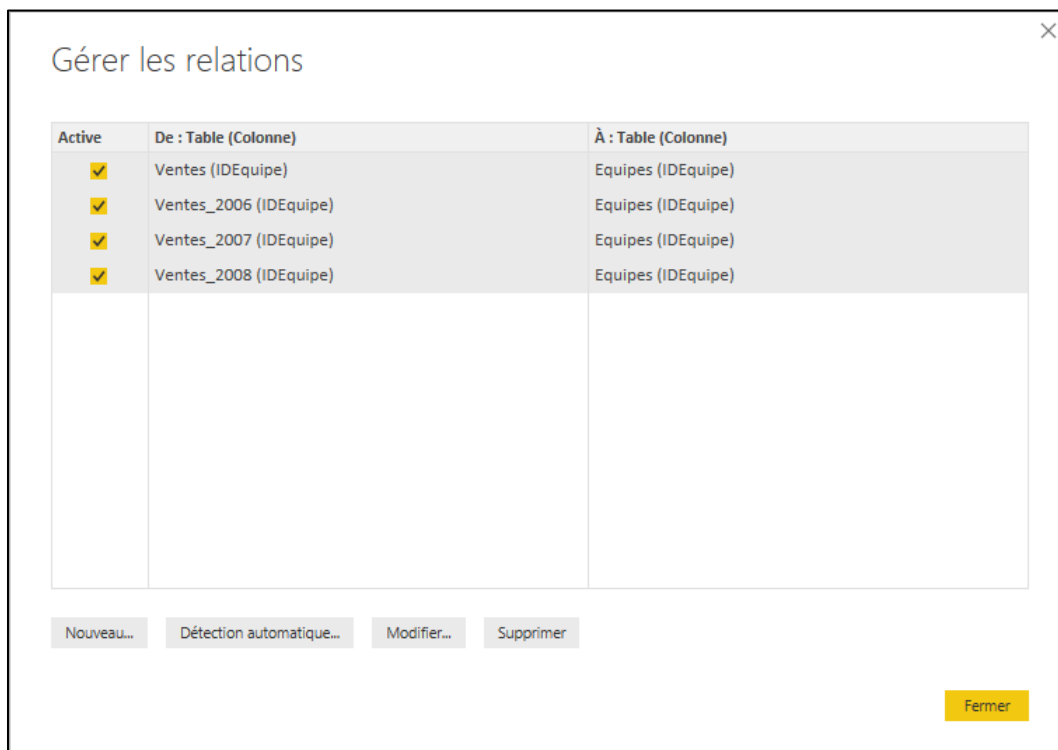 Gérer les relations
Active De : Table (Colonne) À : Table (Colonne)
Ventes (IDEquipe) Equipes (IDEquipe)
Ventes_2006 (IDEquipe) Equipes (IDEquipe)
Ventes_2007 (IDEquipe) Equipes (IDEquipe)
Ventes_2008 (IDEquipe) Equipes (IDEquipe)
Nouveau... Détection automatique... Modifier... Supprimer
Fermer